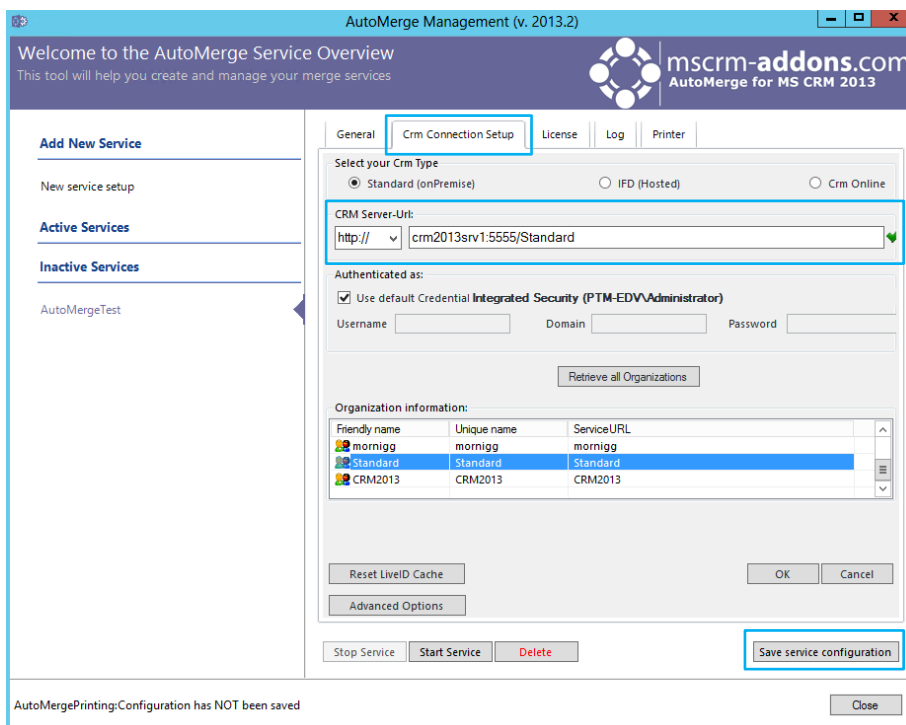 AutoMerge Management (v. 2013.2)
Welcome to the AutoMerge Service Overview
This tool will help you create and manage your merge services
mscrm-addons.com
AutoMerge for MS CRM 2013
Add New Service
New service setup
Active Services
Inactive Services
AutoMergeTest
General Crm Connection Setup License Log Printer
Select your Crm Type
Standard (onPremise) IFD (Hosted) Crm Online
CRM Server-Url:
http:// crm2013srv1:5555/Standard
Authenticated as:
Use default Credential Integrated Security (PTM-EDV\Administrator)
Username Domain Password
Retrieve all Organizations
Organization information:
Friendly name Unique name ServiceURL
mornigg mornigg mornigg
Standard Standard Standard
CRM2013 CRM2013 CRM2013
Reset LiveID Cache OK Cancel
Advanced Options
Stop Service Start Service Delete Save service configuration
AutoMergePrinting:Configuration has NOT been saved Close